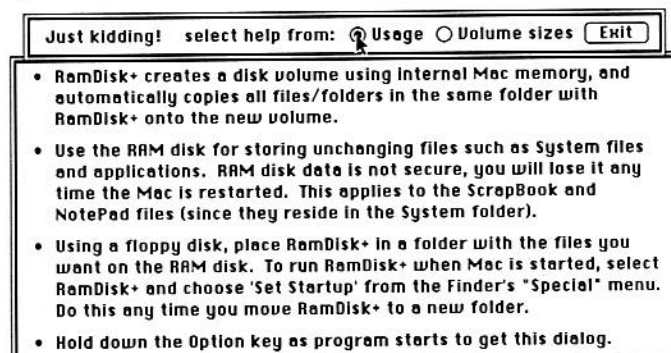 Just kidding! select help from: Usage Volume sizes Exit
• RamDisk+ creates a disk volume using internal Mac memory, and
automatically copies all files/folders in the same folder with
RamDisk+ onto the new volume.
• Use the RAM disk for storing unchanging files such as System files
and applications. RAM disk data is not secure, you will lose it any
time the Mac is restarted. This applies to the ScrapBook and
NotePad files (since they reside in the System folder).
• Using a floppy disk, place RamDisk+ in a folder with the files you
want on the RAM disk. To run RamDisk+ when Mac is started, select
RamDisk+ and choose 'Set Startup' from the Finder's "Special" menu.
Do this any time you move RamDisk+ to a new folder.
• Hold down the Option key as program starts to get this dialog.